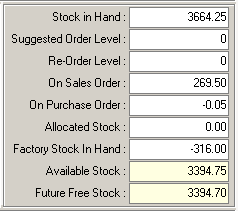 Stock in Hand : 3664.25
Suggested Order Level : 0
Re-Order Level : 0
On Sales Order : 269.50
On Purchase Order : -0.05
Allocated Stock : 0.00
Factory Stock In Hand : -316.00
Available Stock : 3394.75
Future Free Stock : 3394.70